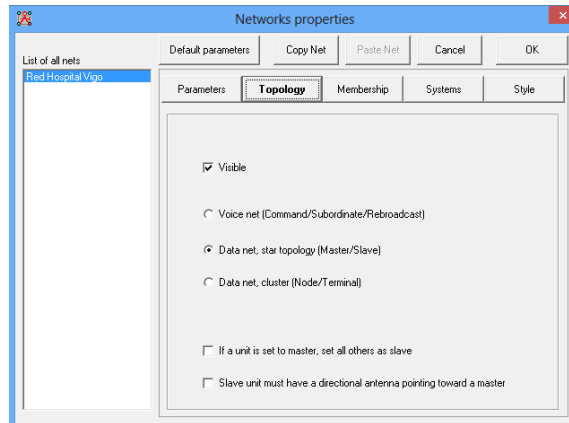 Networks properties
List of all nets
Default parameters
Copy Net
Paste Net
Cancel
OK
Red Hospital Vigo
Parameters
Topology
Membership
Systems
Style
Visible
Voice net (Command/Subordinate/Rebroadcast)
Data net, star topology (Master/Slave)
Data net, cluster (Node/Terminal)
If a unit is set to master, set all others as slave
Slave unit must have a directional antenna pointing toward a master